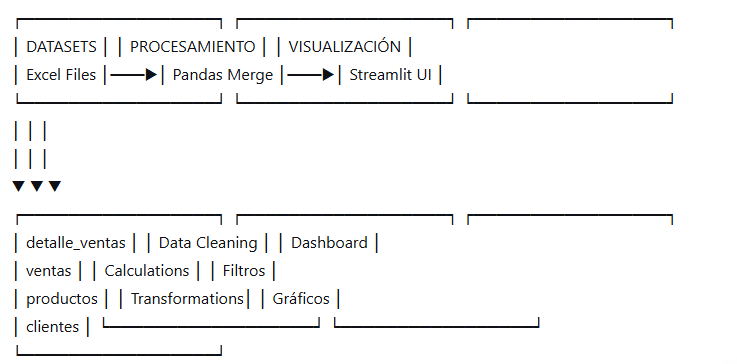 ┌─────────────────┐ ┌──────────────────┐ ┌─────────────────┐
│ DATASETS │ │ PROCESAMIENTO │ │ VISUALIZACIÓN │
│ Excel Files │───▶│ Pandas Merge │───▶│ Streamlit UI │
└─────────────────┘ └──────────────────┘ └─────────────────┘
│ │ │
│ │ │
▼ ▼ ▼
┌─────────────────┐ ┌──────────────────┐ ┌─────────────────┐
│ detalle_ventas │ │ Data Cleaning │ │ Dashboard │
│ ventas │ │ Calculations │ │ Filtros │
│ productos │ │ Transformations│ │ Gráficos │
│ clientes │ └──────────────────┘ └─────────────────┘
└─────────────────┘